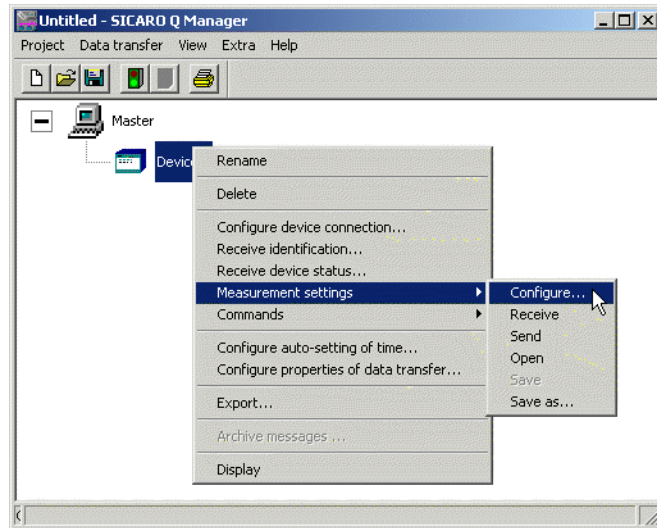 Untitled - SICARO Q Manager
Project Data transfer View Extra Help
Master
Device
Rename
Delete
Configure device connection...
Receive identification...
Receive device status...
Measurement settings
Configure...
Commands
Receive
Send
Configure auto-setting of time...
Open
Configure properties of data transfer...
Save
Export...
Save as...
Archive messages ...
Display